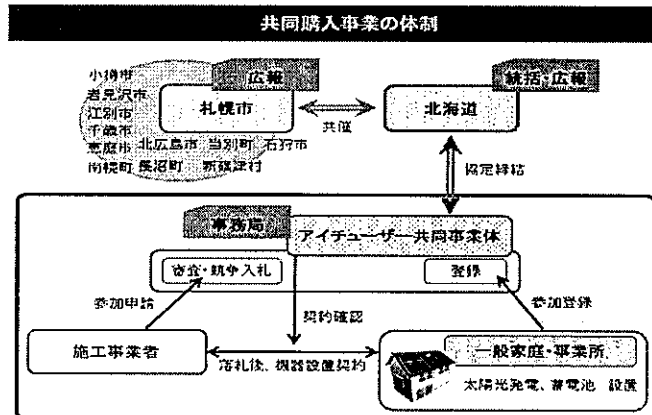 共同購入事業の体制
広報
統括・広報
小樽市
岩見沢市
江別市
千歳市
恵庭市 北広島市 当別町 石狩市
南幌町 長沼町 新篠津村
札幌市
共催
北海道
協定締結
事務局
アイチューザー共同事業体
審査・競争入札
登録
参加申請
契約確認
参加登録
施工事業者
落札後、機器設置契約
一般家庭・事業所
太陽光発電、蓄電池 設置